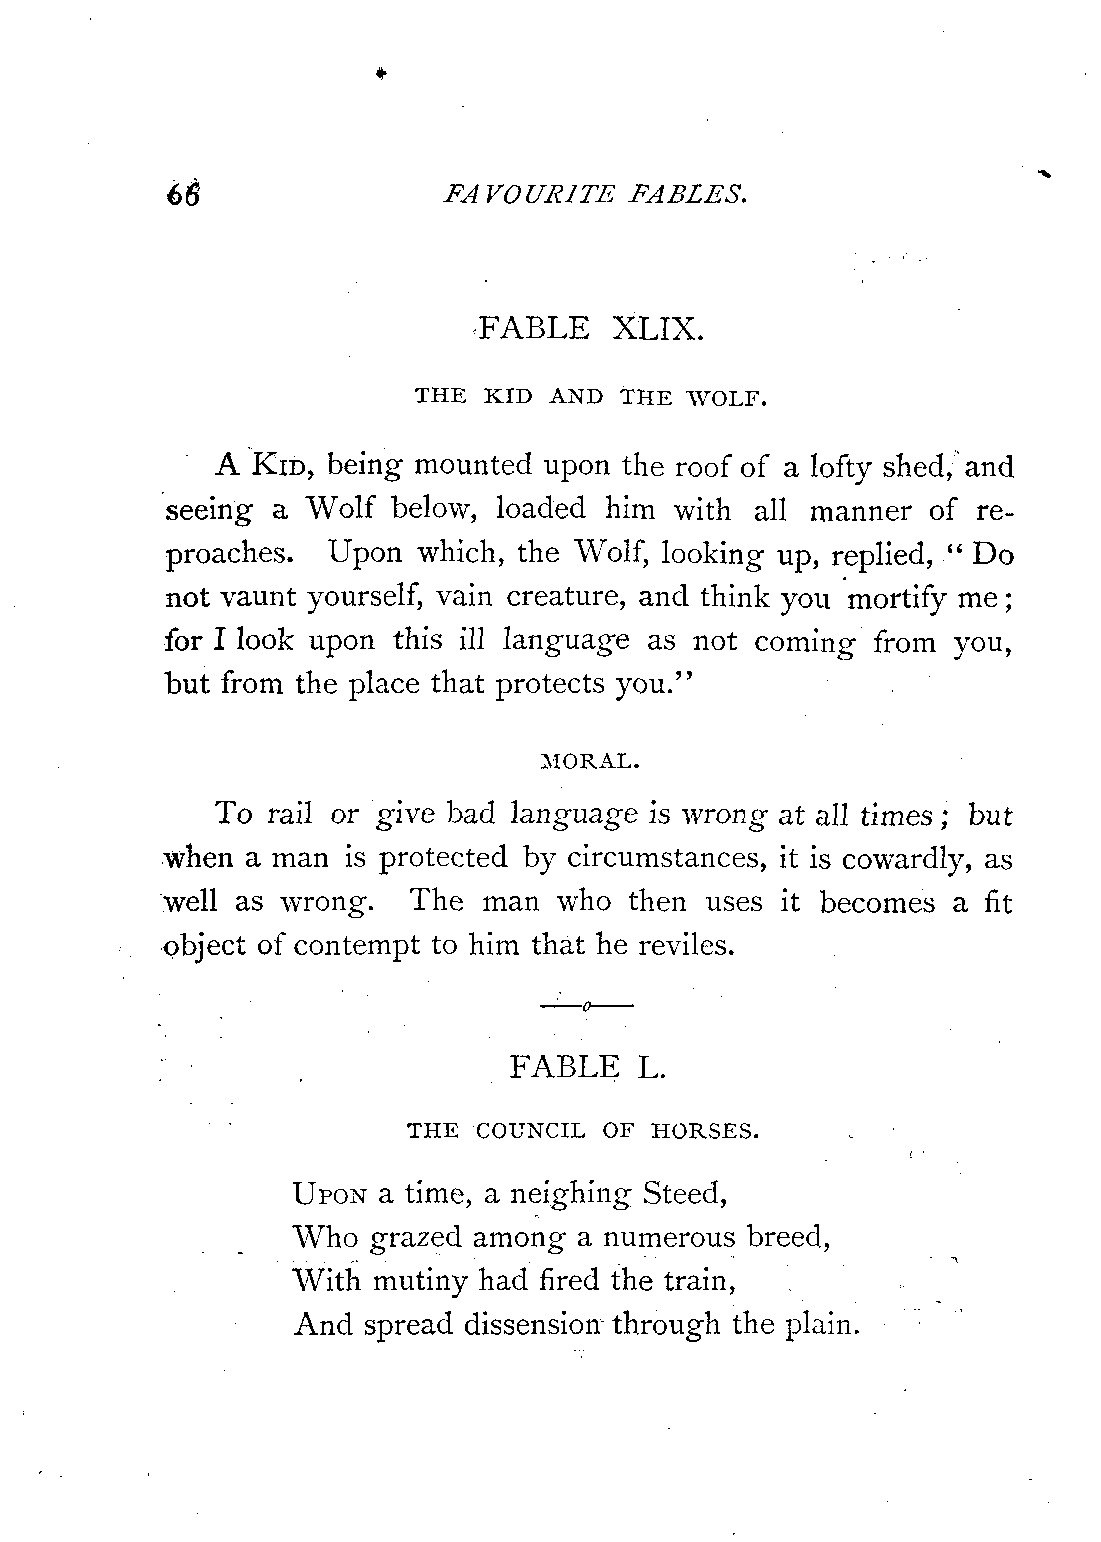 66 FAVOURITE FABLES.
FABLE XLIX.
THE KID AND THE WOLF.
A KID, being mounted upon the roof of a lofty shed, and
seeing a Wolf below, loaded him with all manner of re-
proaches. Upon which, the Wolf, looking up, replied, “ Do
not vaunt yourself, vain creature, and think you mortify me ;
for I look upon this ill language as not coming from you,
but from the place that protects you.”
MORAL.
To rail or give bad language is wrong at all times ; but
when a man is protected by circumstances, it is cowardly, as
well as wrong. The man who then uses it becomes a fit
object of contempt to him that he reviles.
FABLE L.
THE COUNCIL OF HORSES.
UPON a time, a neighing Steed,
Who grazed among a numerous breed,
With mutiny had fired the train,
And spread dissension through the plain.